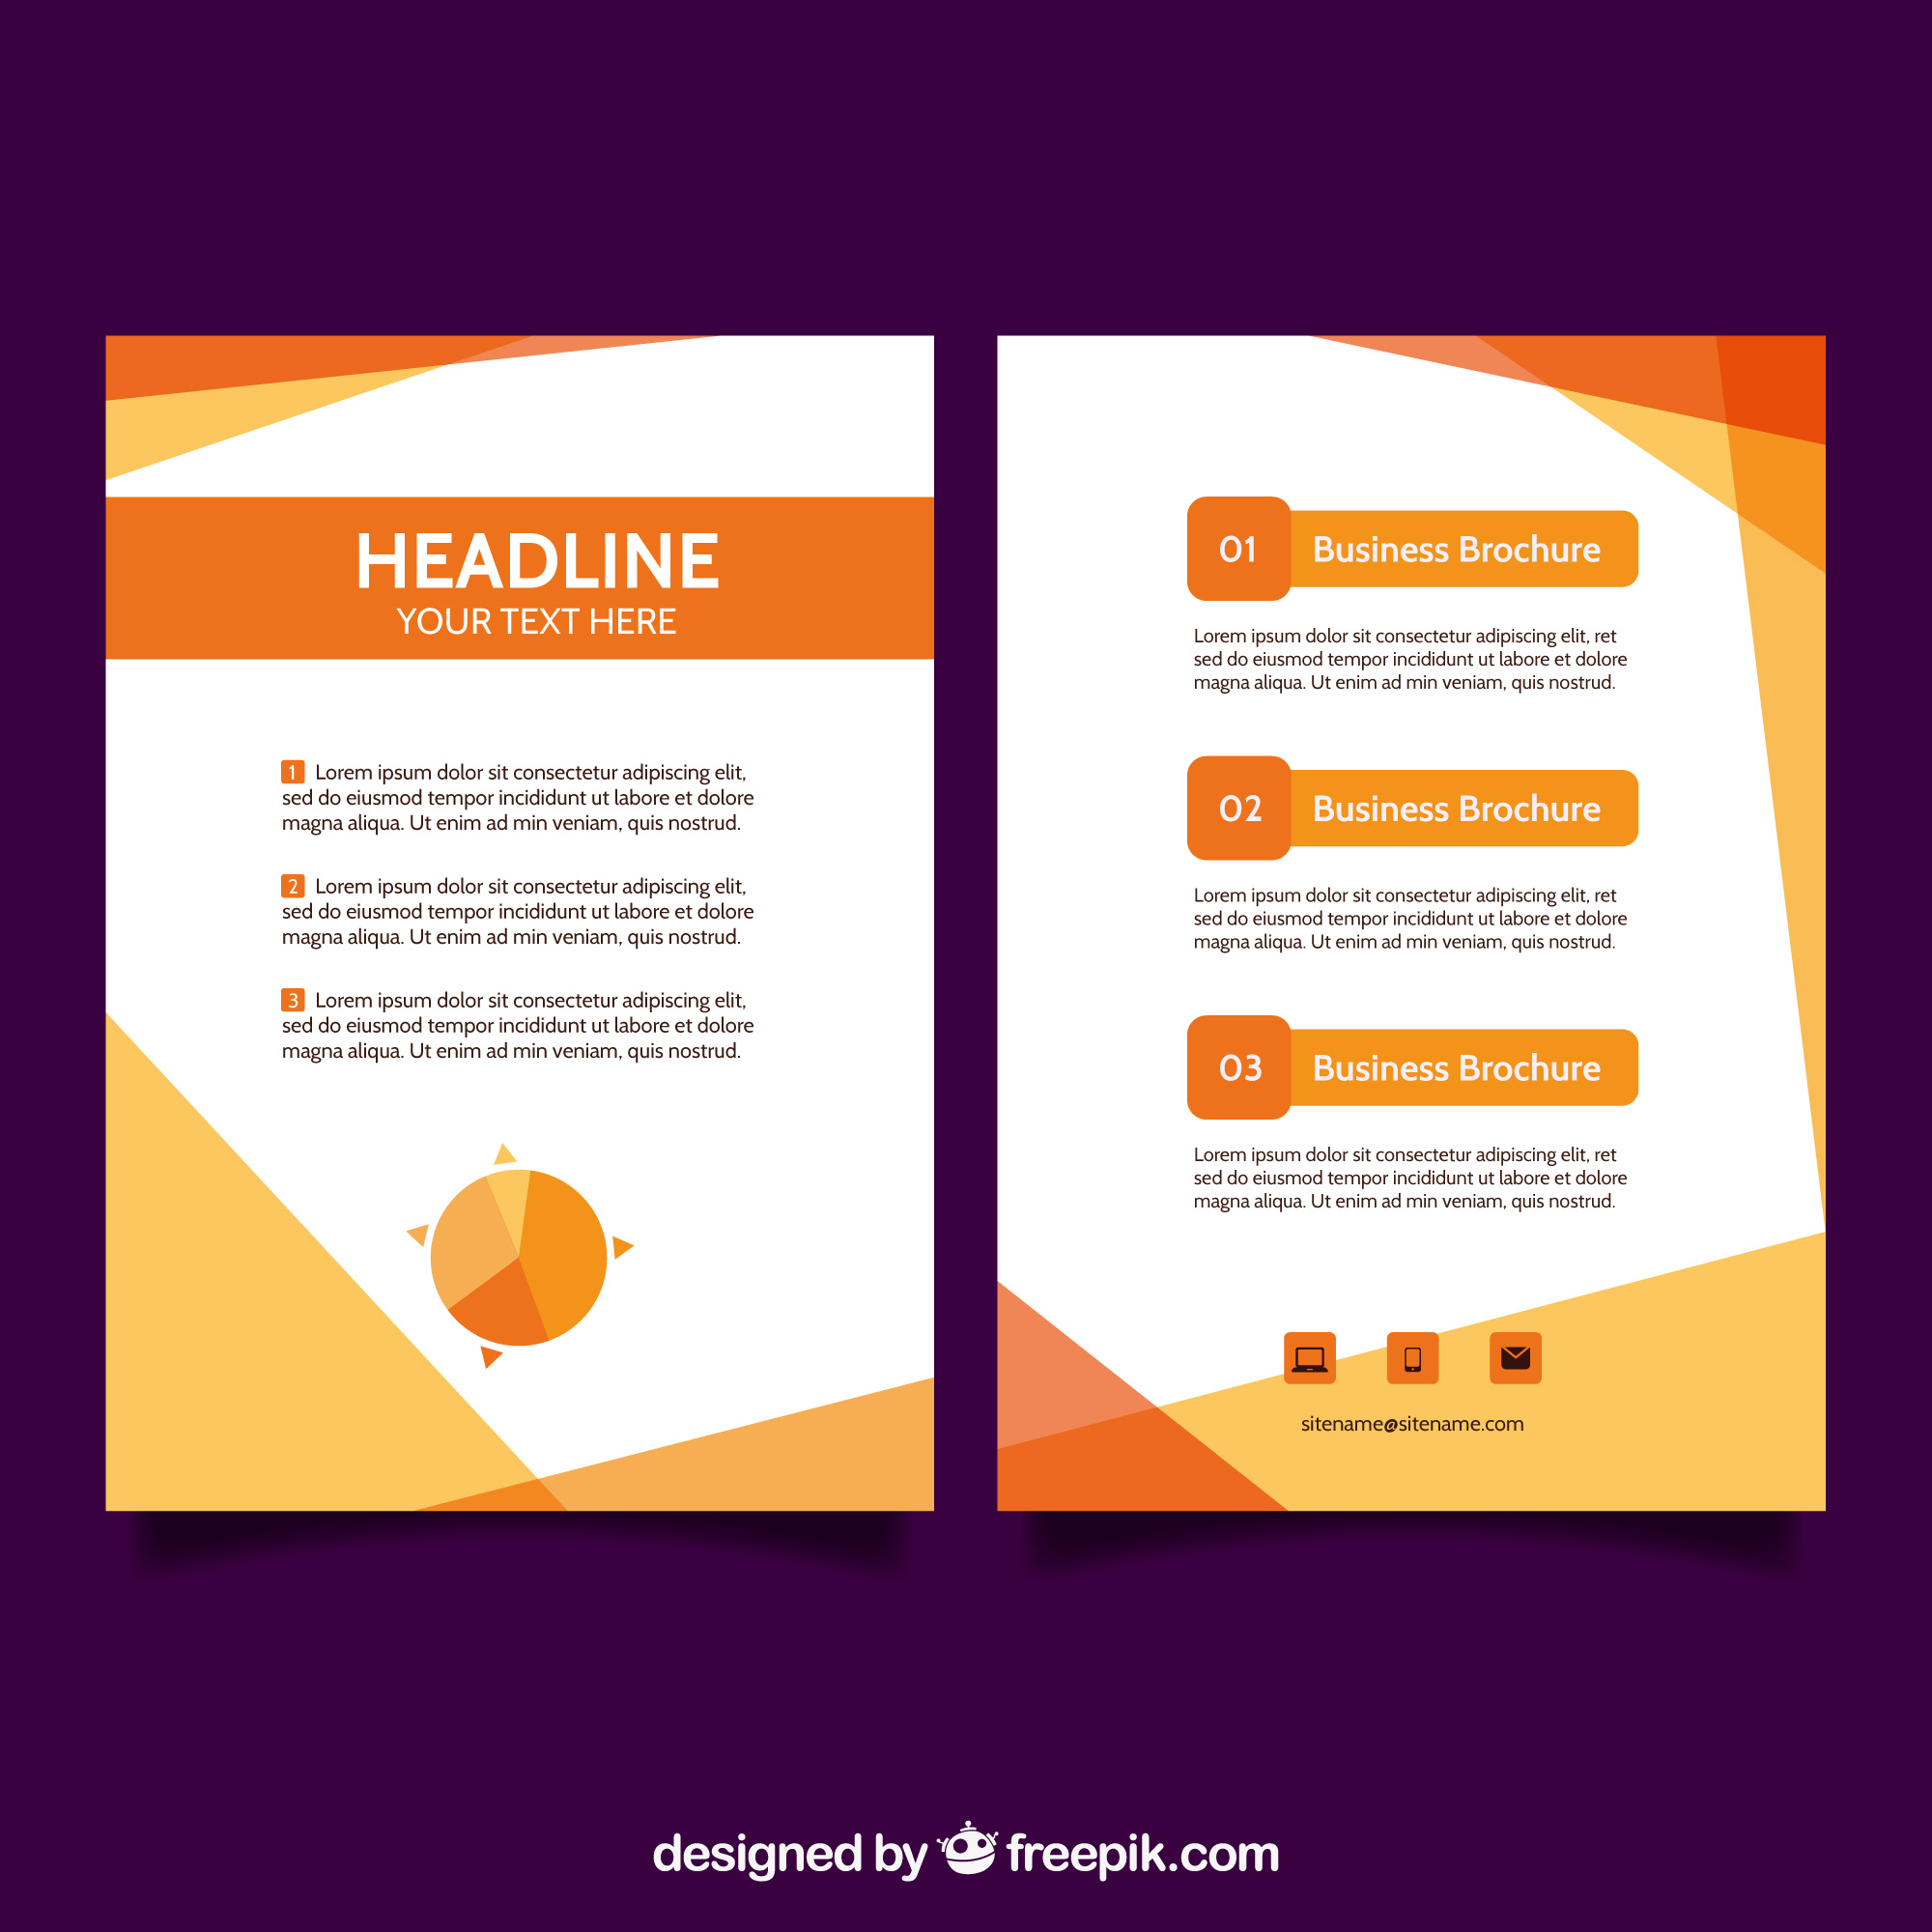 HEADLINE
YOUR TEXT HERE
1 Lorem ipsum dolor sit consectetur adipiscing elit,
sed do eiusmod tempor incididunt ut labore et dolore
magna aliqua. Ut enim ad min veniam, quis nostrud.
2 Lorem ipsum dolor sit consectetur adipiscing elit,
sed do eiusmod tempor incididunt ut labore et dolore
magna aliqua. Ut enim ad min veniam, quis nostrud.
3 Lorem ipsum dolor sit consectetur adipiscing elit,
sed do eiusmod tempor incididunt ut labore et dolore
magna aliqua. Ut enim ad min veniam, quis nostrud.
01 Business Brochure
Lorem ipsum dolor sit consectetur adipiscing elit, ret
sed do eiusmod tempor incididunt ut labore et dolore
magna aliqua. Ut enim ad min veniam, quis nostrud.
02 Business Brochure
Lorem ipsum dolor sit consectetur adipiscing elit, ret
sed do eiusmod tempor incididunt ut labore et dolore
magna aliqua. Ut enim ad min veniam, quis nostrud.
03 Business Brochure
Lorem ipsum dolor sit consectetur adipiscing elit, ret
sed do eiusmod tempor incididunt ut labore et dolore
magna aliqua. Ut enim ad min veniam, quis nostrud.
sitename@sitename.com
designed by freepik.com